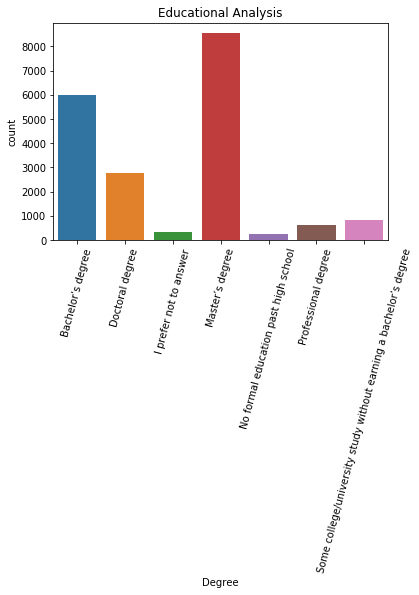 Educational Analysis
count
8000
7000
6000
5000
4000
3000
2000
1000
0
Bachelor’s degree
Doctoral degree
I prefer not to answer
Master’s degree
No formal education past high school
Professional degree
Some college/university study without earning a bachelor’s degree
Degree